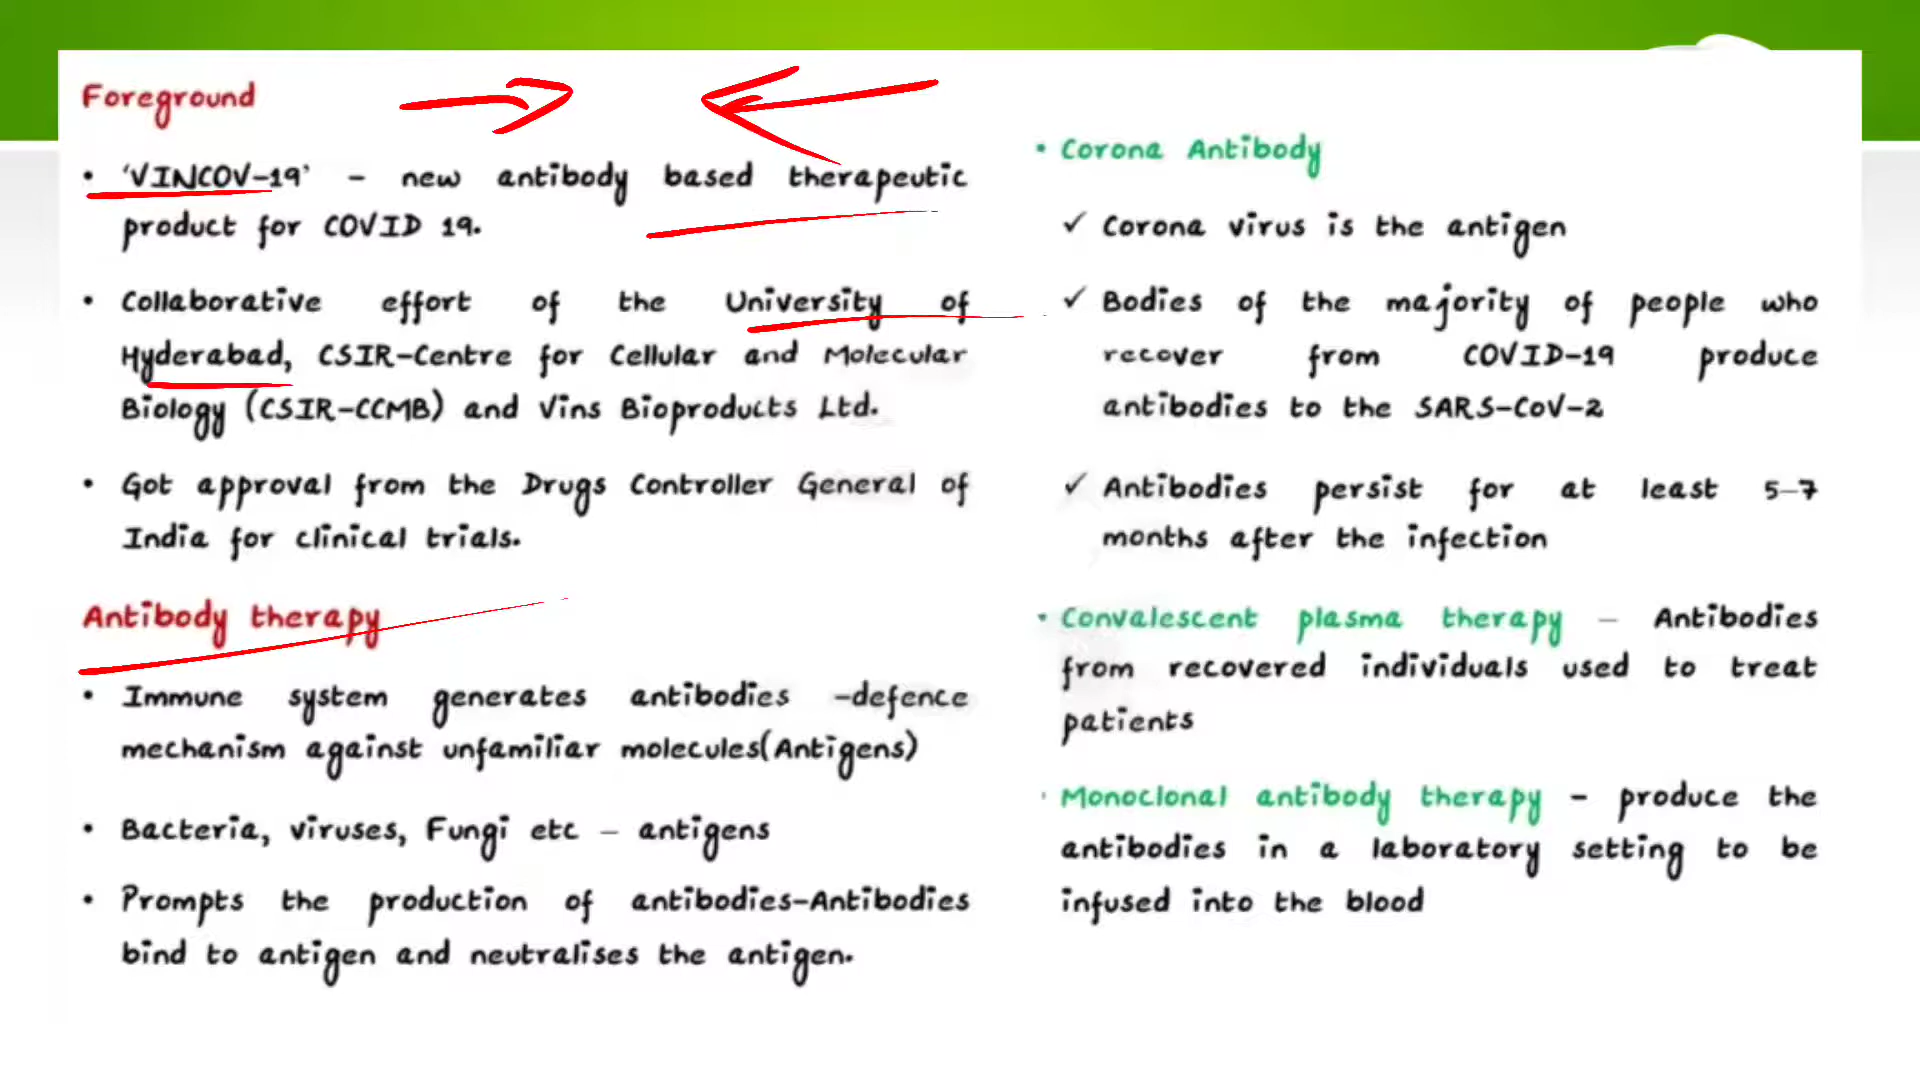 Foreground
• 'VINCOV-19' - new antibody based therapeutic
product for COVID 19.
• Collaborative effort of the University of
Hyderabad, CSIR-Centre for Cellular and Molecular
Biology (CSIR-CCMB) and Vins Bioproducts Ltd.
• Got approval from the Drugs Controller General of
India for clinical trials.
Antibody therapy
• Immune system generates antibodies -defence
mechanism against unfamiliar molecules(Antigens)
• Bacteria, viruses, Fungi etc - antigens
• Prompts the production of antibodies-Antibodies
bind to antigen and neutralises the antigen.
• Corona Antibody
✓ Corona virus is the antigen
✓ Bodies of the majority of people who
recover from COVID-19 produce
antibodies to the SARS-CoV-2
✓ Antibodies persist for at least 5-7
months after the infection
• Convalescent plasma therapy - Antibodies
from recovered individuals used to treat
patients
• Monoclonal antibody therapy - produce the
antibodies in a laboratory setting to be
infused into the blood